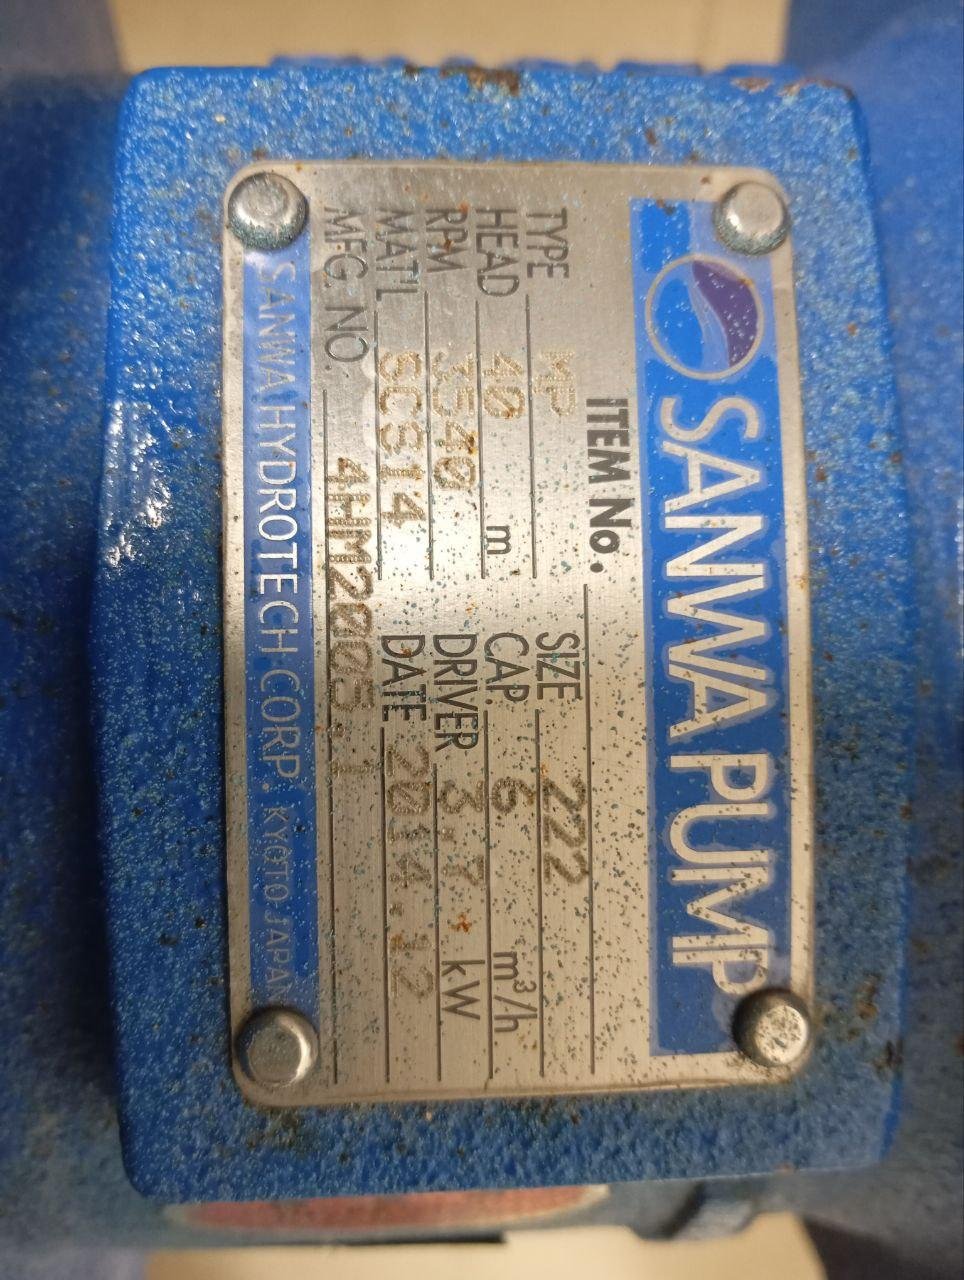 SANWA PUMP
ITEM No.
TYPE MP SIZE 222
HEAD 40 m CAP. 6 m³/h
RPM 3540 DRIVER 3.7 kW
MAT'L SCS14 DATE 2014.12
MFG. NO. 4HM2005.1
SANWA HYDROTECH CORP. KYOTO JAPAN